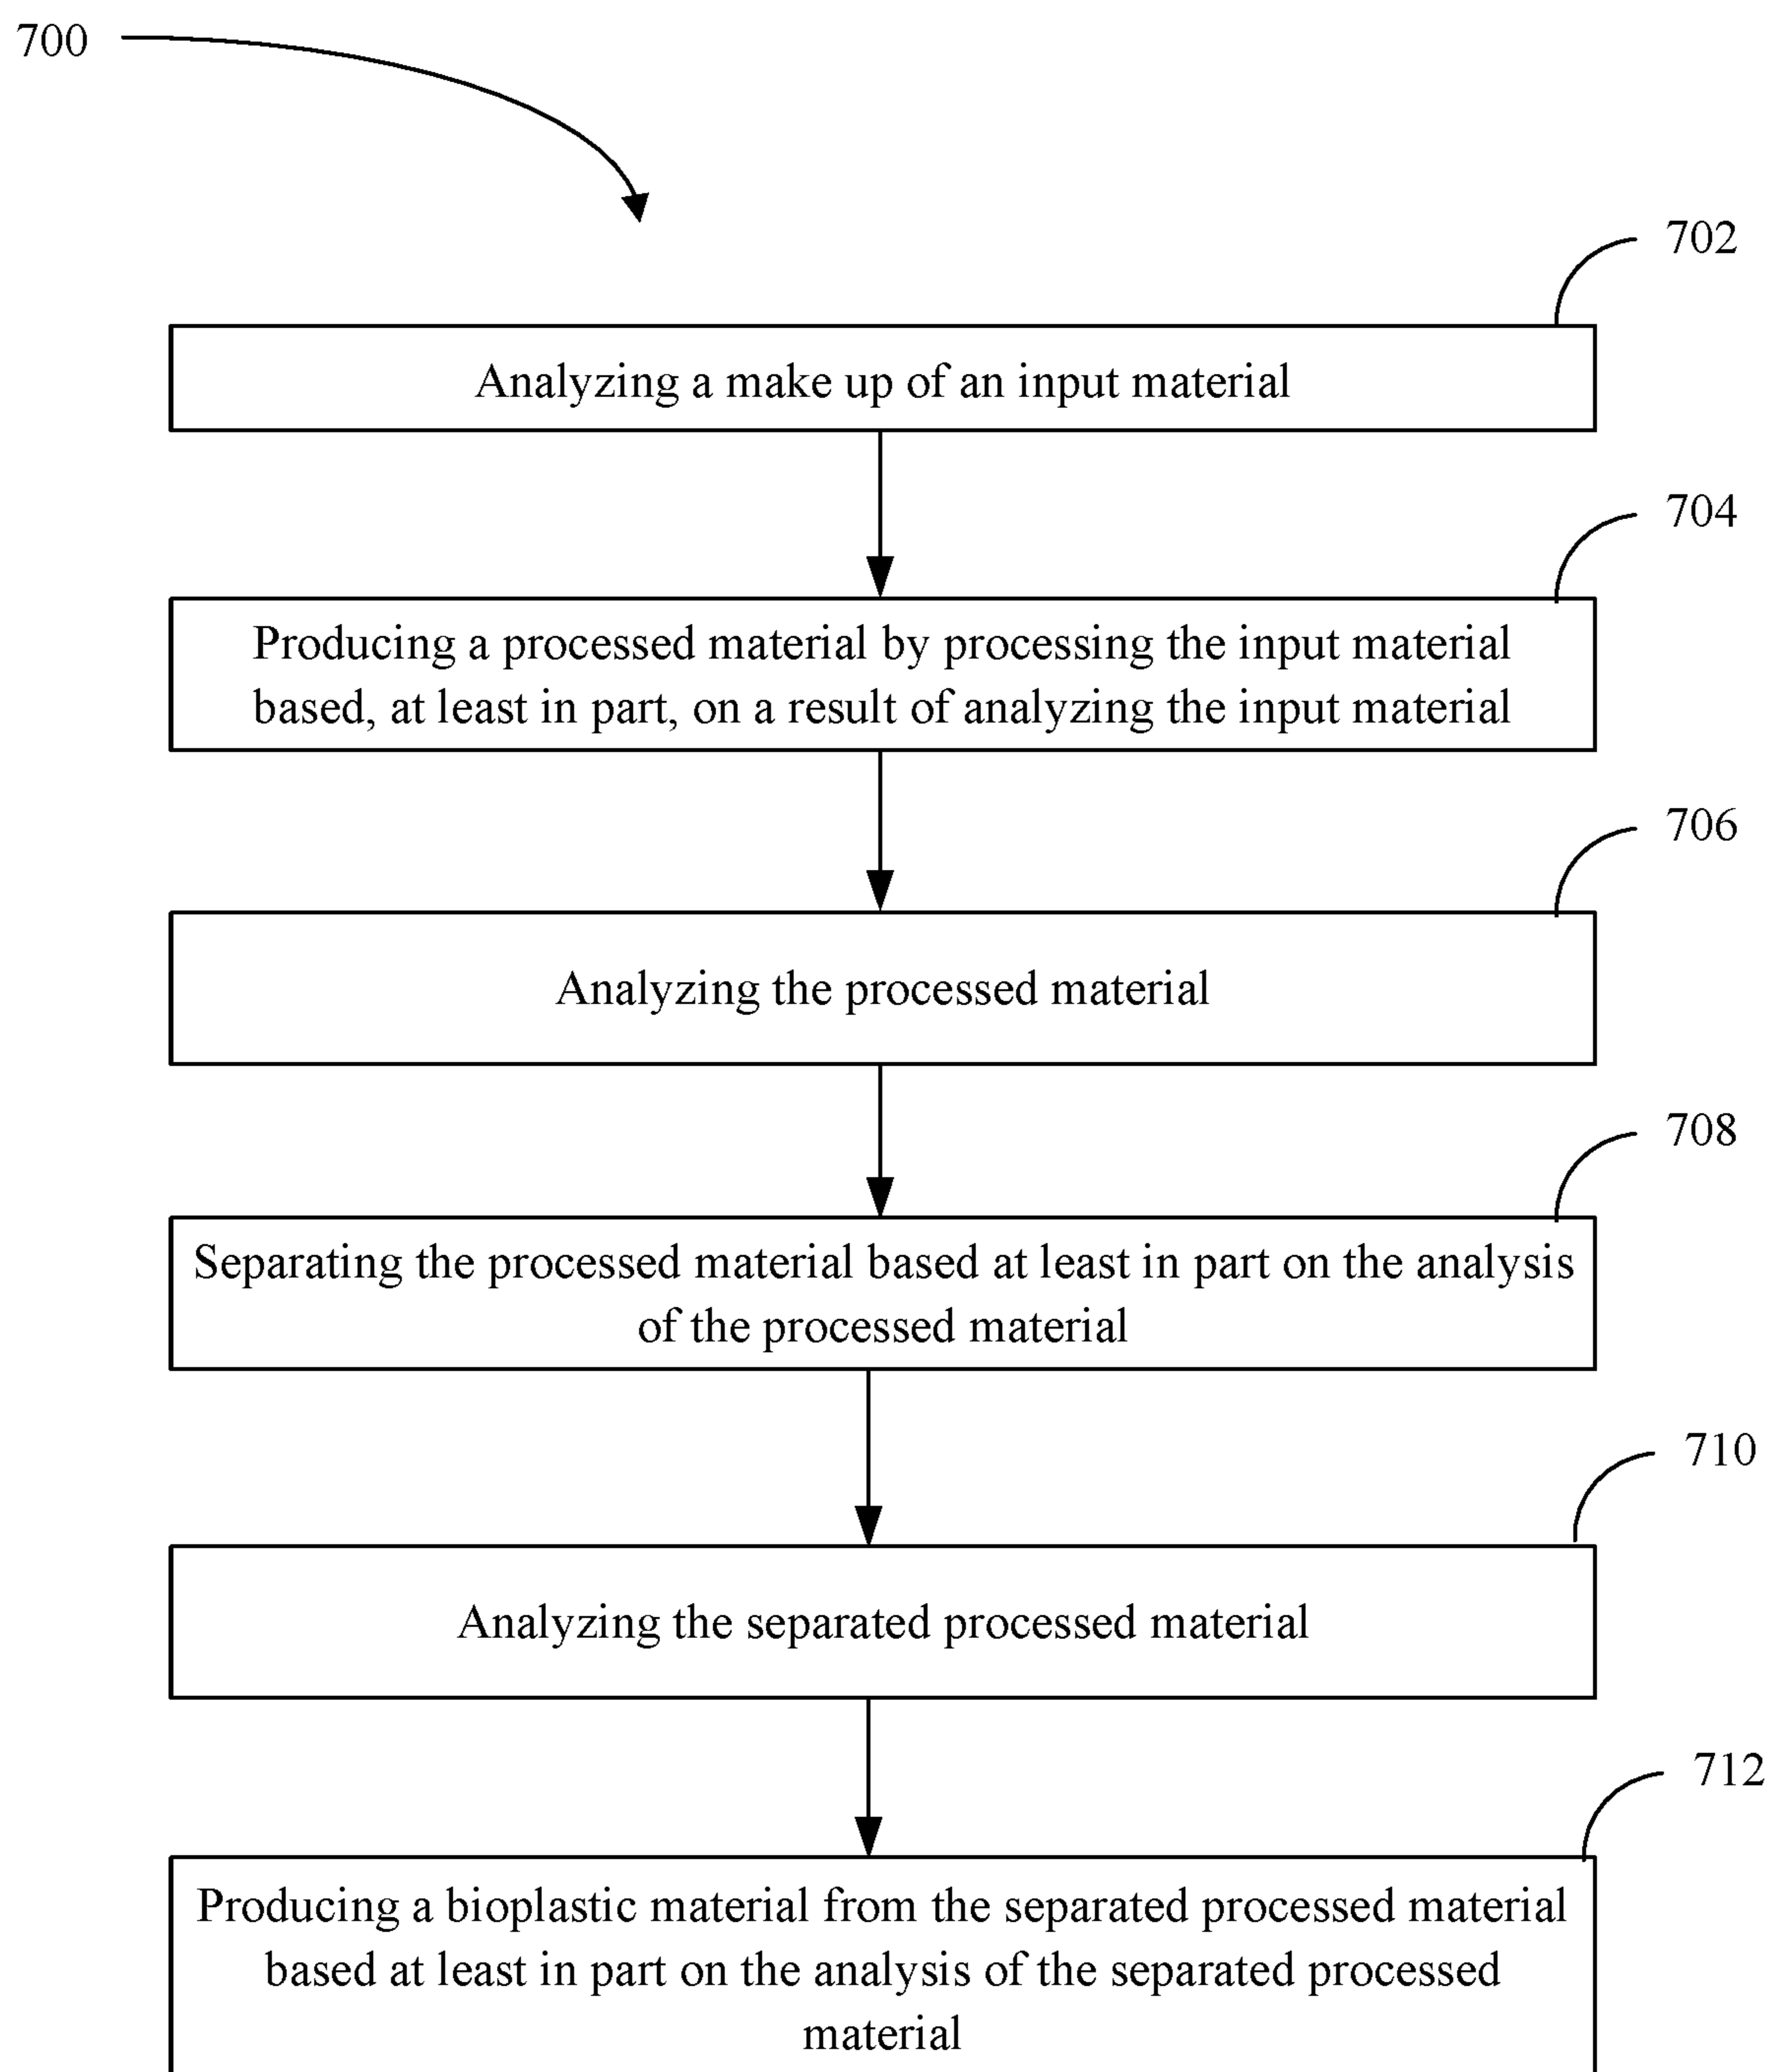 700
702
Analyzing a make up of an input material
704
Producing a processed material by processing the input material
based, at least in part, on a result of analyzing the input material
706
Analyzing the processed material
708
Separating the processed material based at least in part on the analysis
of the processed material
710
Analyzing the separated processed material
712
Producing a bioplastic material from the separated processed material
based at least in part on the analysis of the separated processed
material